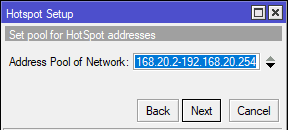 Hotspot Setup
Set pool for HotSpot addresses
Address Pool of Network: 168.20.2-192.168.20.254
Back Next Cancel